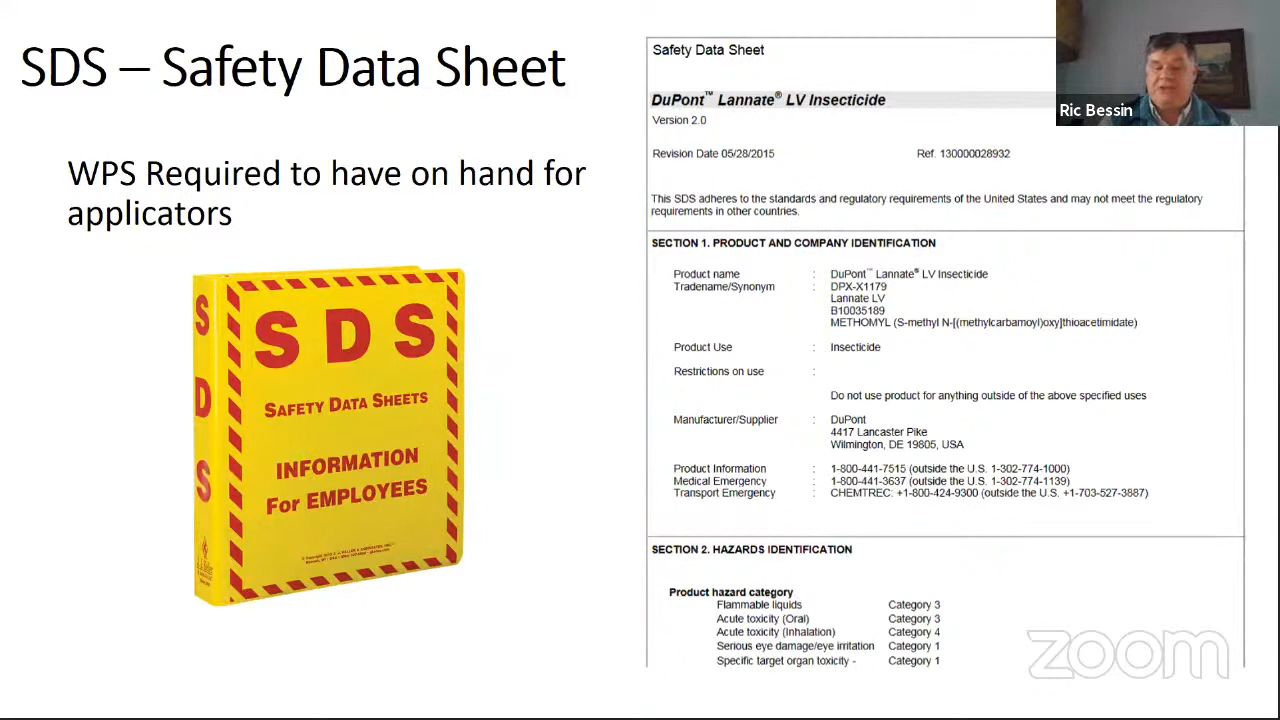 SDS – Safety Data Sheet
WPS Required to have on hand for
applicators
S D S
SDS
SAFETY DATA SHEETS
INFORMATION
For EMPLOYEES
Safety Data Sheet
DuPont™ Lannate® LV Insecticide
Version 2.0
Revision Date 05/28/2015 Ref. 130000028932
This SDS adheres to the standards and regulatory requirements of the United States and may not meet the regulatory
requirements in other countries.
SECTION 1. PRODUCT AND COMPANY IDENTIFICATION
Product name : DuPont™ Lannate® LV Insecticide
Tradename/Synonym : DPX-X1179
Lannate LV
B10035189
METHOMYL (S-methyl N-[(methylcarbamoyl)oxy]thioacetimidate)
Product Use : Insecticide
Restrictions on use :
Do not use product for anything outside of the above specified uses
Manufacturer/Supplier : DuPont
4417 Lancaster Pike
Wilmington, DE 19805, USA
Product Information : 1-800-441-7515 (outside the U.S. 1-302-774-1000)
Medical Emergency : 1-800-441-3637 (outside the U.S. 1-302-774-1139)
Transport Emergency : CHEMTREC: +1-800-424-9300 (outside the U.S. +1-703-527-3887)
SECTION 2. HAZARDS IDENTIFICATION
Product hazard category
Flammable liquids Category 3
Acute toxicity (Oral) Category 3
Acute toxicity (Inhalation) Category 4
Serious eye damage/eye irritation Category 1
Specific target organ toxicity - Category 1
Ric Bessin
zoom